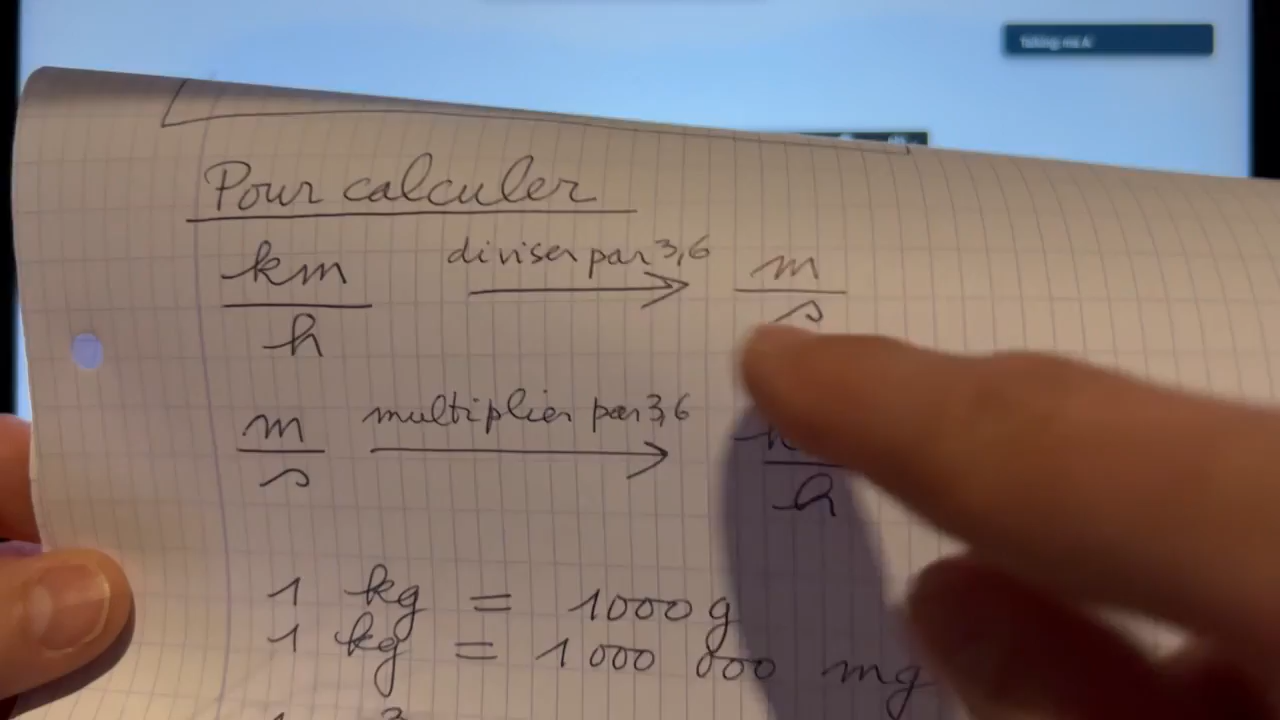 Pour calculer
km/h diviser par 3,6 → m/s
m/s multiplier par 3,6 → h
1 kg = 1000 g
1 kg = 1 000 000 mg